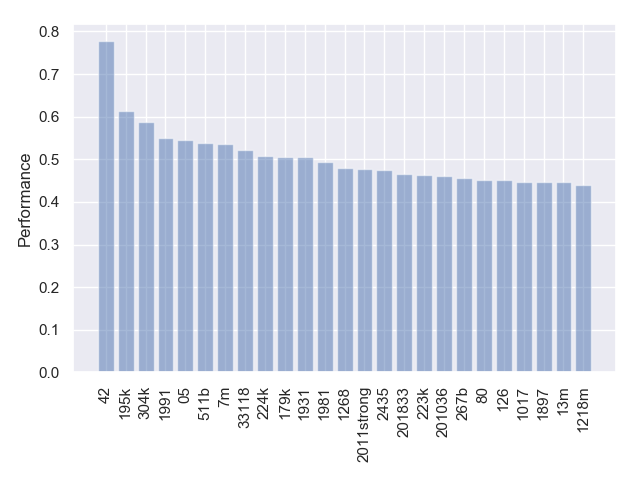 0.8
0.7
0.6
0.5
0.4
0.3
0.2
0.1
0.0
Performance
42
195k
304k
1991
05
511b
7m
33118
224k
179k
1931
1981
1268
2011strong
2435
201833
223k
201036
267b
80
126
1017
1897
13m
1218m